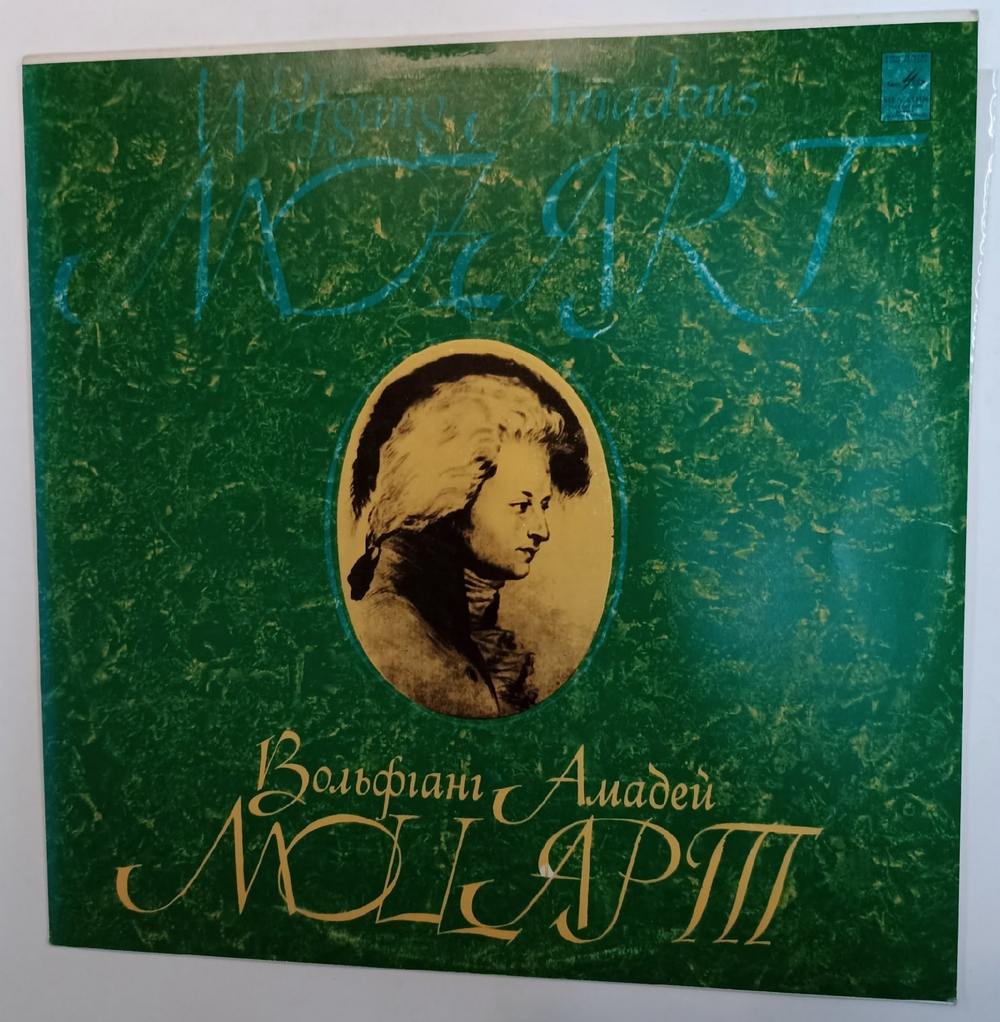 Wolfgang Amadeus
MOZART
Вольфганг Амадей
МОЦАРТ